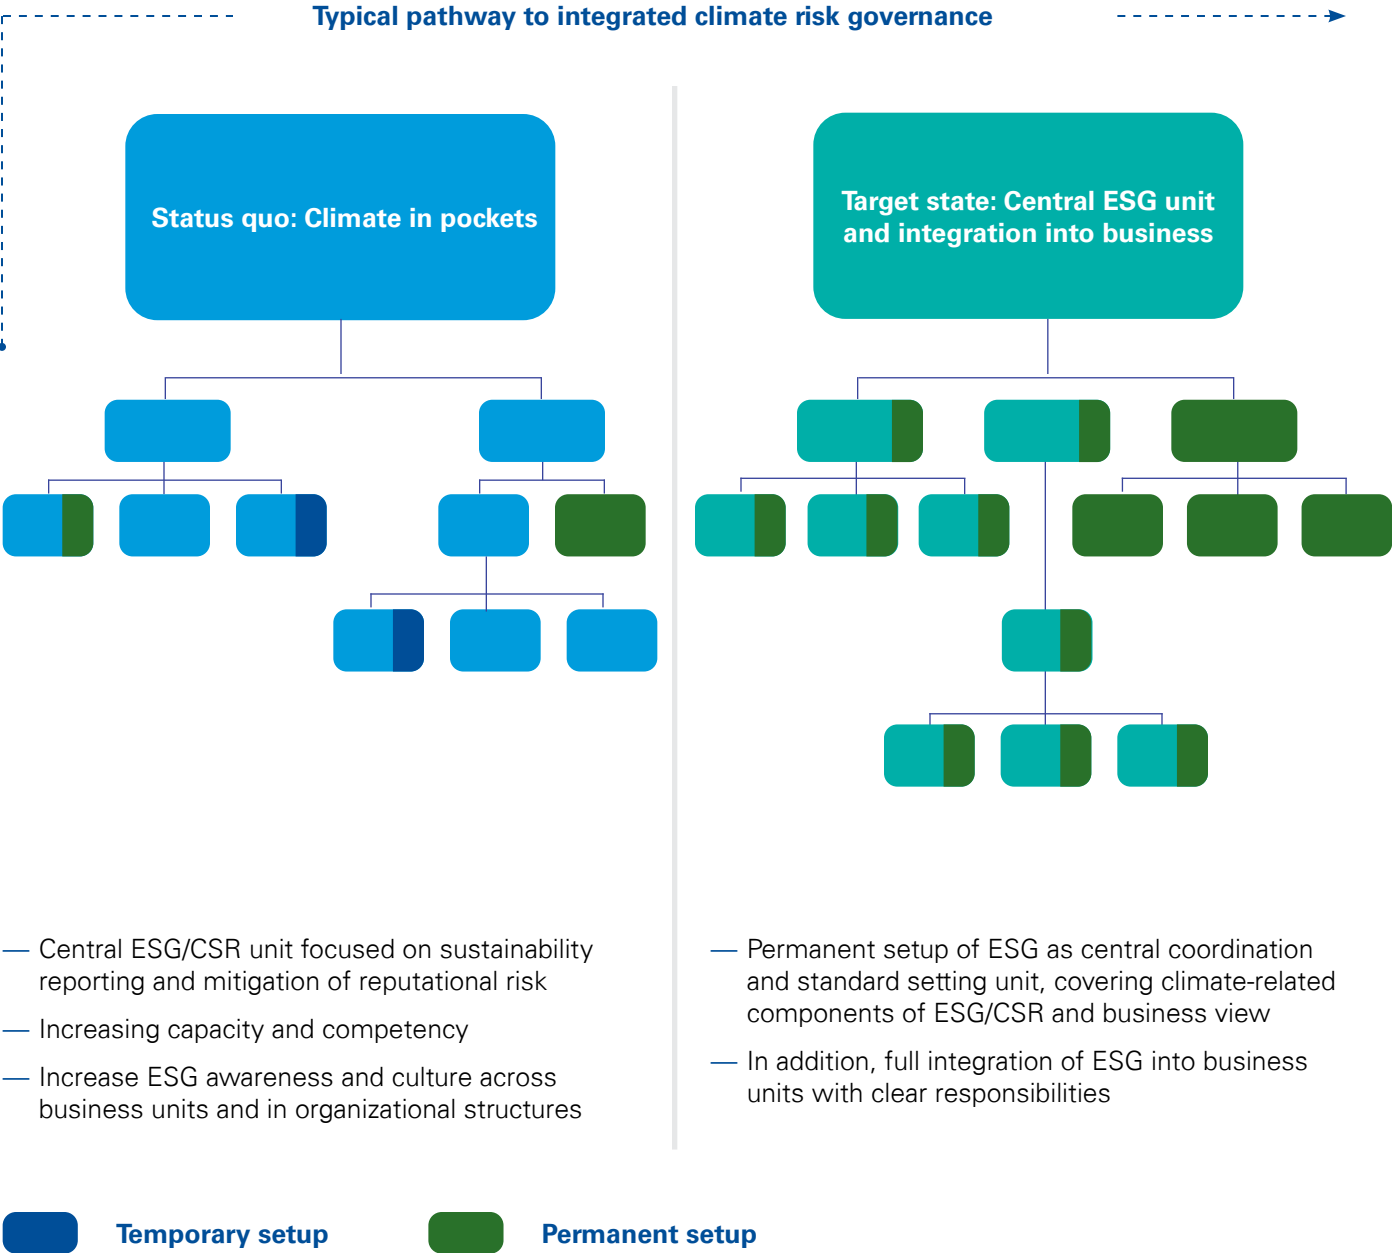 Typical pathway to integrated climate risk governance
Status quo: Climate in pockets
Target state: Central ESG unit
and integration into business
— Central ESG/CSR unit focused on sustainability
reporting and mitigation of reputational risk
— Increasing capacity and competency
— Increase ESG awareness and culture across
business units and in organizational structures
— Permanent setup of ESG as central coordination
and standard setting unit, covering climate-related
components of ESG/CSR and business view
— In addition, full integration of ESG into business
units with clear responsibilities
Temporary setup
Permanent setup